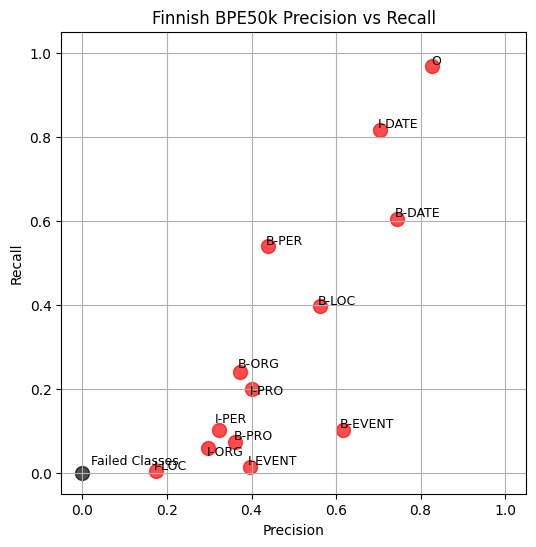 Finnish BPE50k Precision vs Recall
1.0
0.8
0.6
0.4
0.2
0.0
Recall
O
I-DATE
B-DATE
B-PER
B-LOC
B-ORG
I-PRO
I-PER
B-EVENT
B-PRO
I-ORG
I-EVENT
Failed Classes
I-LOC
0.0 0.2 0.4 0.6 0.8 1.0
Precision